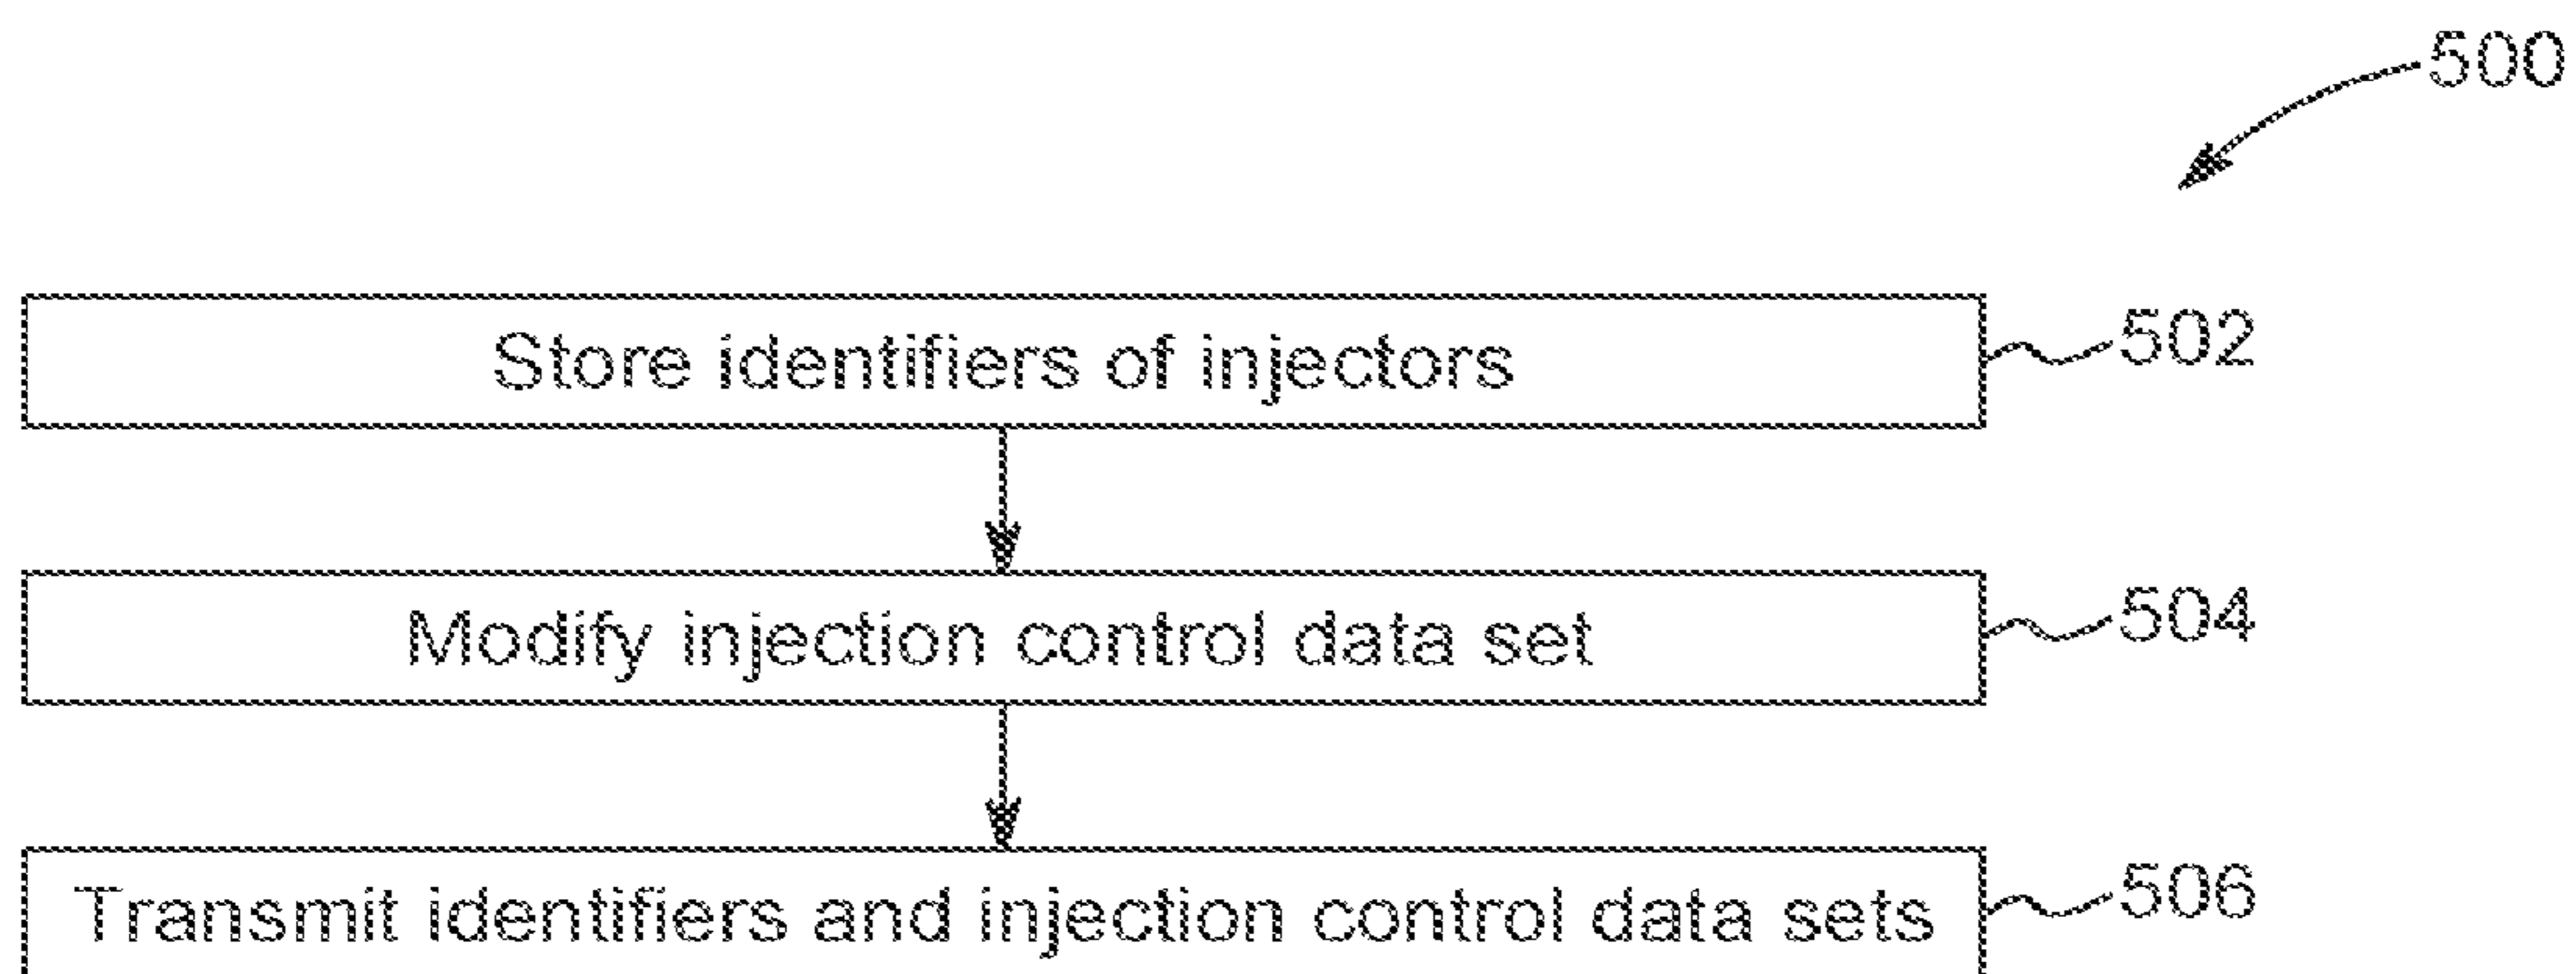 500
Store identifiers of injectors
502
Modify injection control data set
504
Transmit identifiers and injection control data sets
506